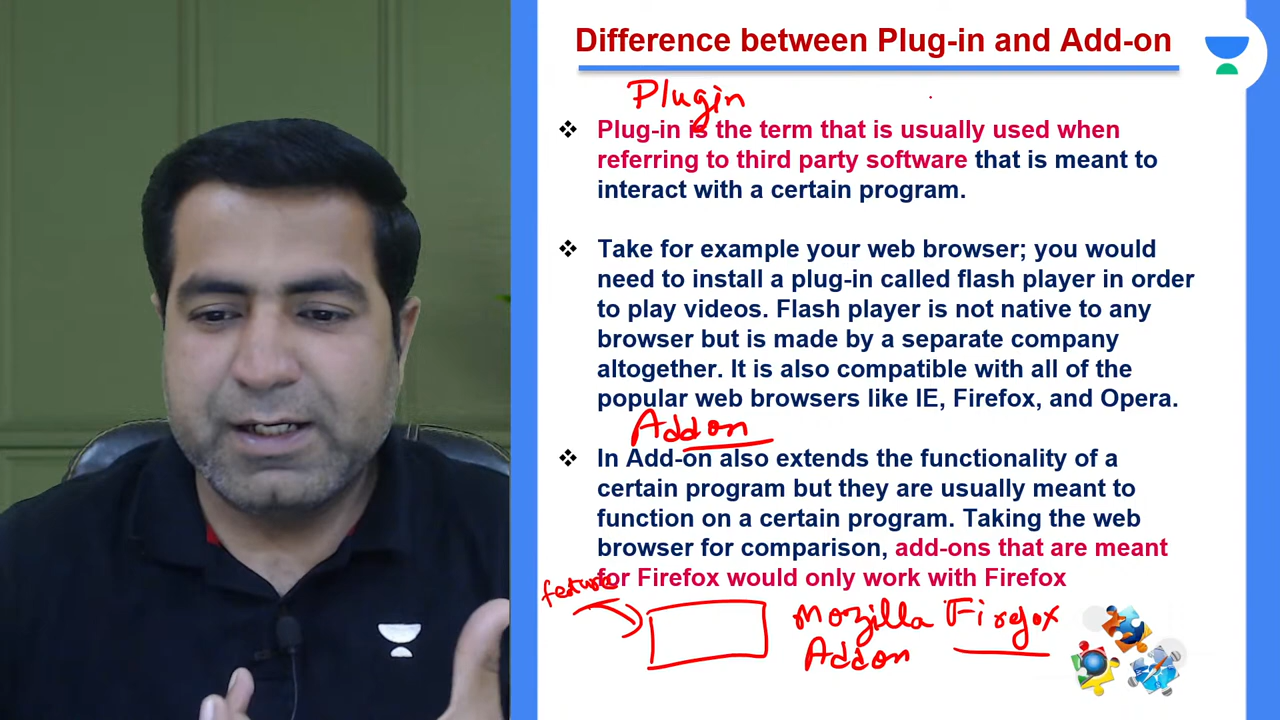 Difference between Plug-in and Add-on
Plugin
❖ Plug-in is the term that is usually used when
referring to third party software that is meant to
interact with a certain program.
❖ Take for example your web browser; you would
need to install a plug-in called flash player in order
to play videos. Flash player is not native to any
browser but is made by a separate company
altogether. It is also compatible with all of the
popular web browsers like IE, Firefox, and Opera.
Addon
❖ In Add-on also extends the functionality of a
certain program but they are usually meant to
function on a certain program. Taking the web
browser for comparison, add-ons that are meant
for Firefox would only work with Firefox
feature
Mozilla Firefox
Addon